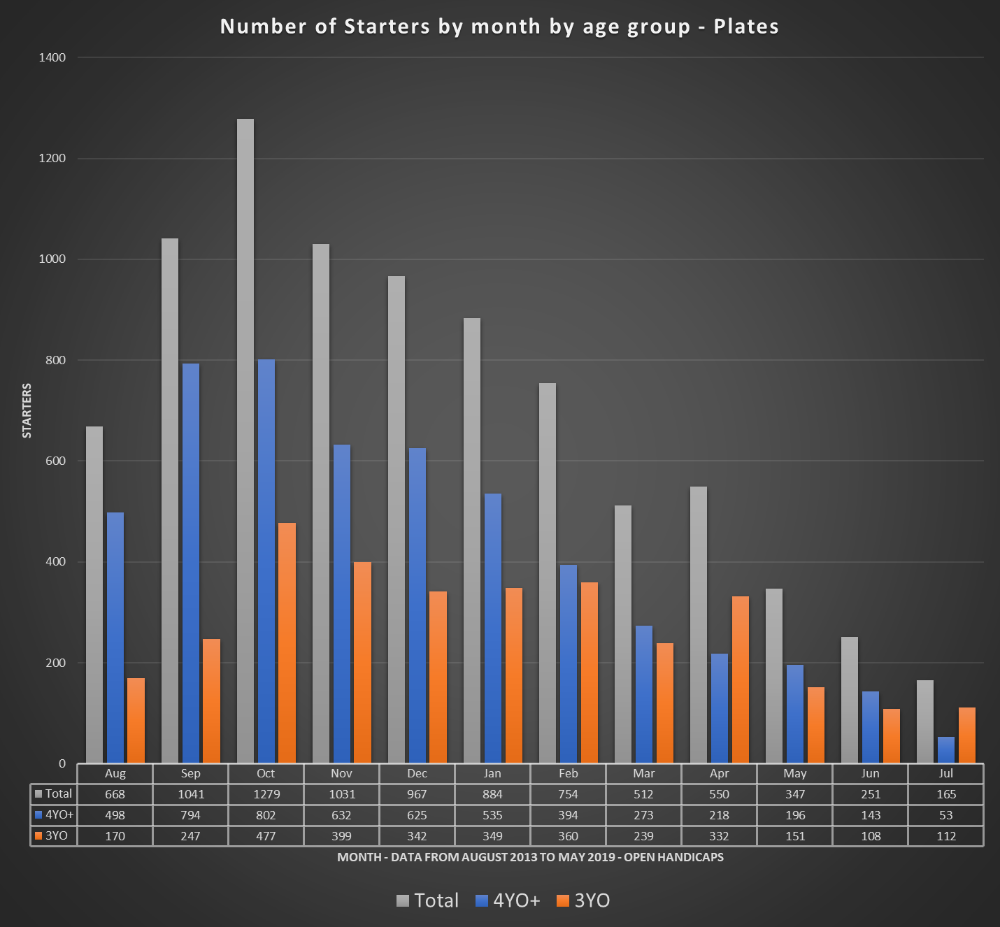 Number of Starters by month by age group - Plates
1400
1200
1000
800
600
400
200
0
STARTERS
Aug Sep Oct Nov Dec Jan Feb Mar Apr May Jun Jul
Total 668 1041 1279 1031 967 884 754 512 550 347 251 165
4YO+ 498 794 802 632 625 535 394 273 218 196 143 53
3YO 170 247 477 399 342 349 360 239 332 151 108 112
MONTH - DATA FROM AUGUST 2013 TO MAY 2019 - OPEN HANDICAPS
Total 4YO+ 3YO